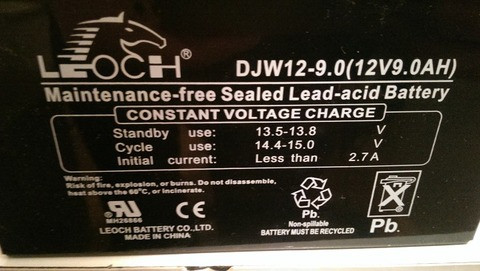 LEOCH®
DJW12-9.0(12V9.0AH)
Maintenance-free Sealed Lead-acid Battery
CONSTANT VOLTAGE CHARGE
Standby use: 13.5-13.8 V
Cycle use: 14.4-15.0 V
Initial current: Less than 2.7A
Warning:
Risk of fire, explosion, or burns. Do not disassemble,
heat above the 60°C, or incinerate.
MH26866
LEOCH BATTERY CO.,LTD.
MADE IN CHINA
CE
Pb.
Non-spillable
BATTERY MUST BE RECYCLED
Pb.